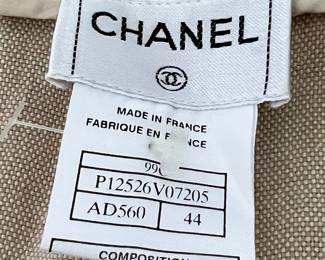 CHANEL
MADE IN FRANCE
FABRIQUE EN FRANCE
P12526V07205
AD560 44
COMPOSITION